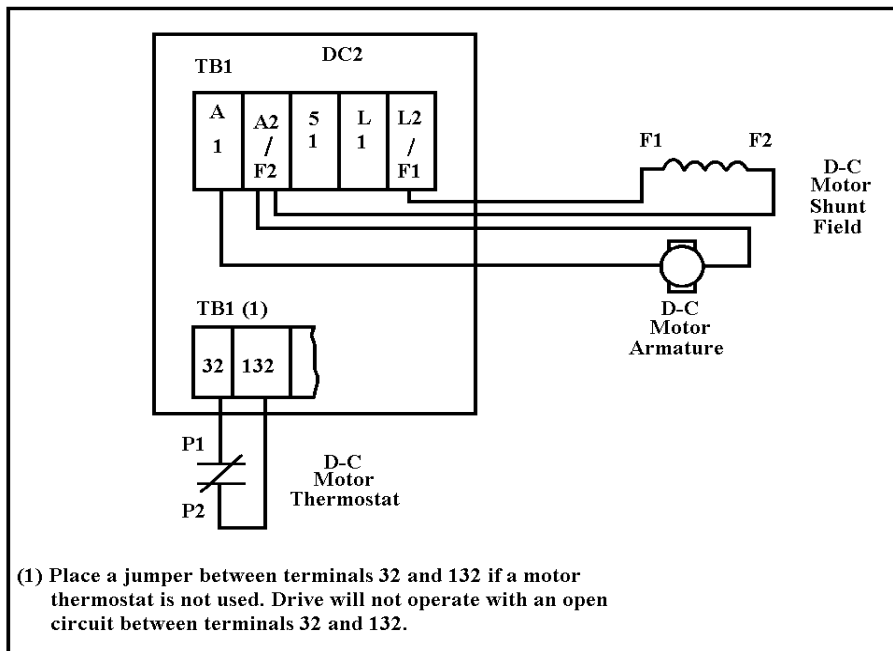 DC2
TB1
A
1
A2
/
F2
5
1
L
1
L2
/
F1
F1 F2
D-C
Motor
Shunt
Field
D-C
Motor
Armature
TB1 (1)
32 132
P1
P2
D-C
Motor
Thermostat
(1) Place a jumper between terminals 32 and 132 if a motor
thermostat is not used. Drive will not operate with an open
circuit between terminals 32 and 132.